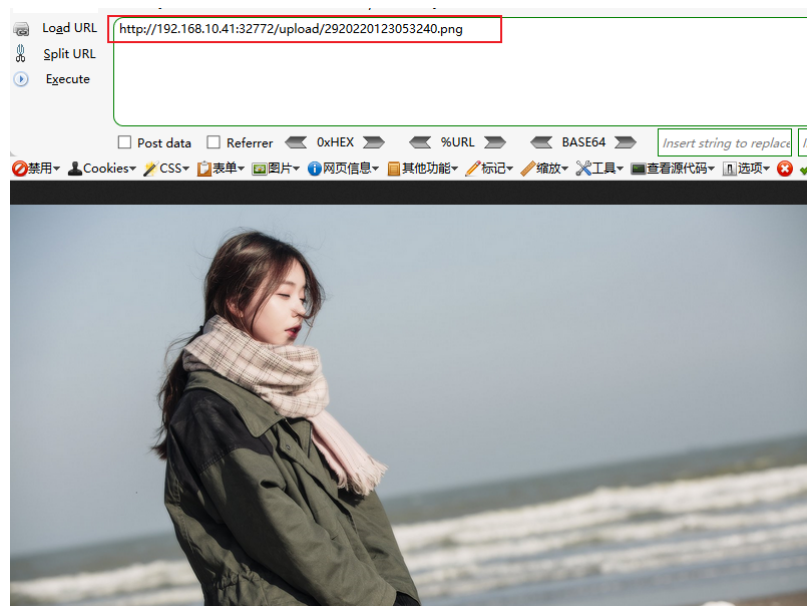 Load URL
http://192.168.10.41:32772/upload/2920220123053240.png
Split URL
Execute
Post data Referrer 0xHEX %URL BASE64 Insert string to replace
禁用 Cookies CSS 表单 图片 网页信息 其他功能 标记 缩放 工具 查看源代码 选项